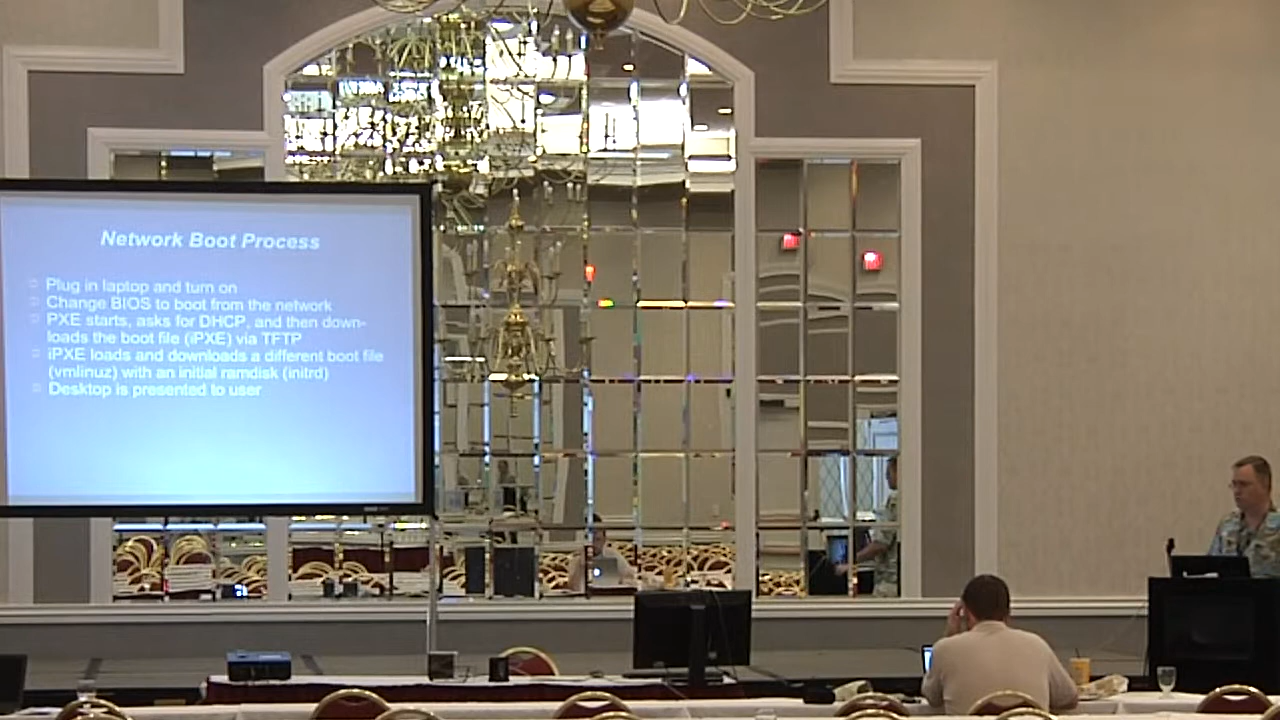 Network Boot Process
Plug in laptop and turn on
Change BIOS to boot from the network
PXE starts, asks for DHCP, and then down-
loads the boot file (iPXE) via TFTP
iPXE loads and downloads a different boot file
(vmlinuz) with an initial ramdisk (initrd)
Desktop is presented to user